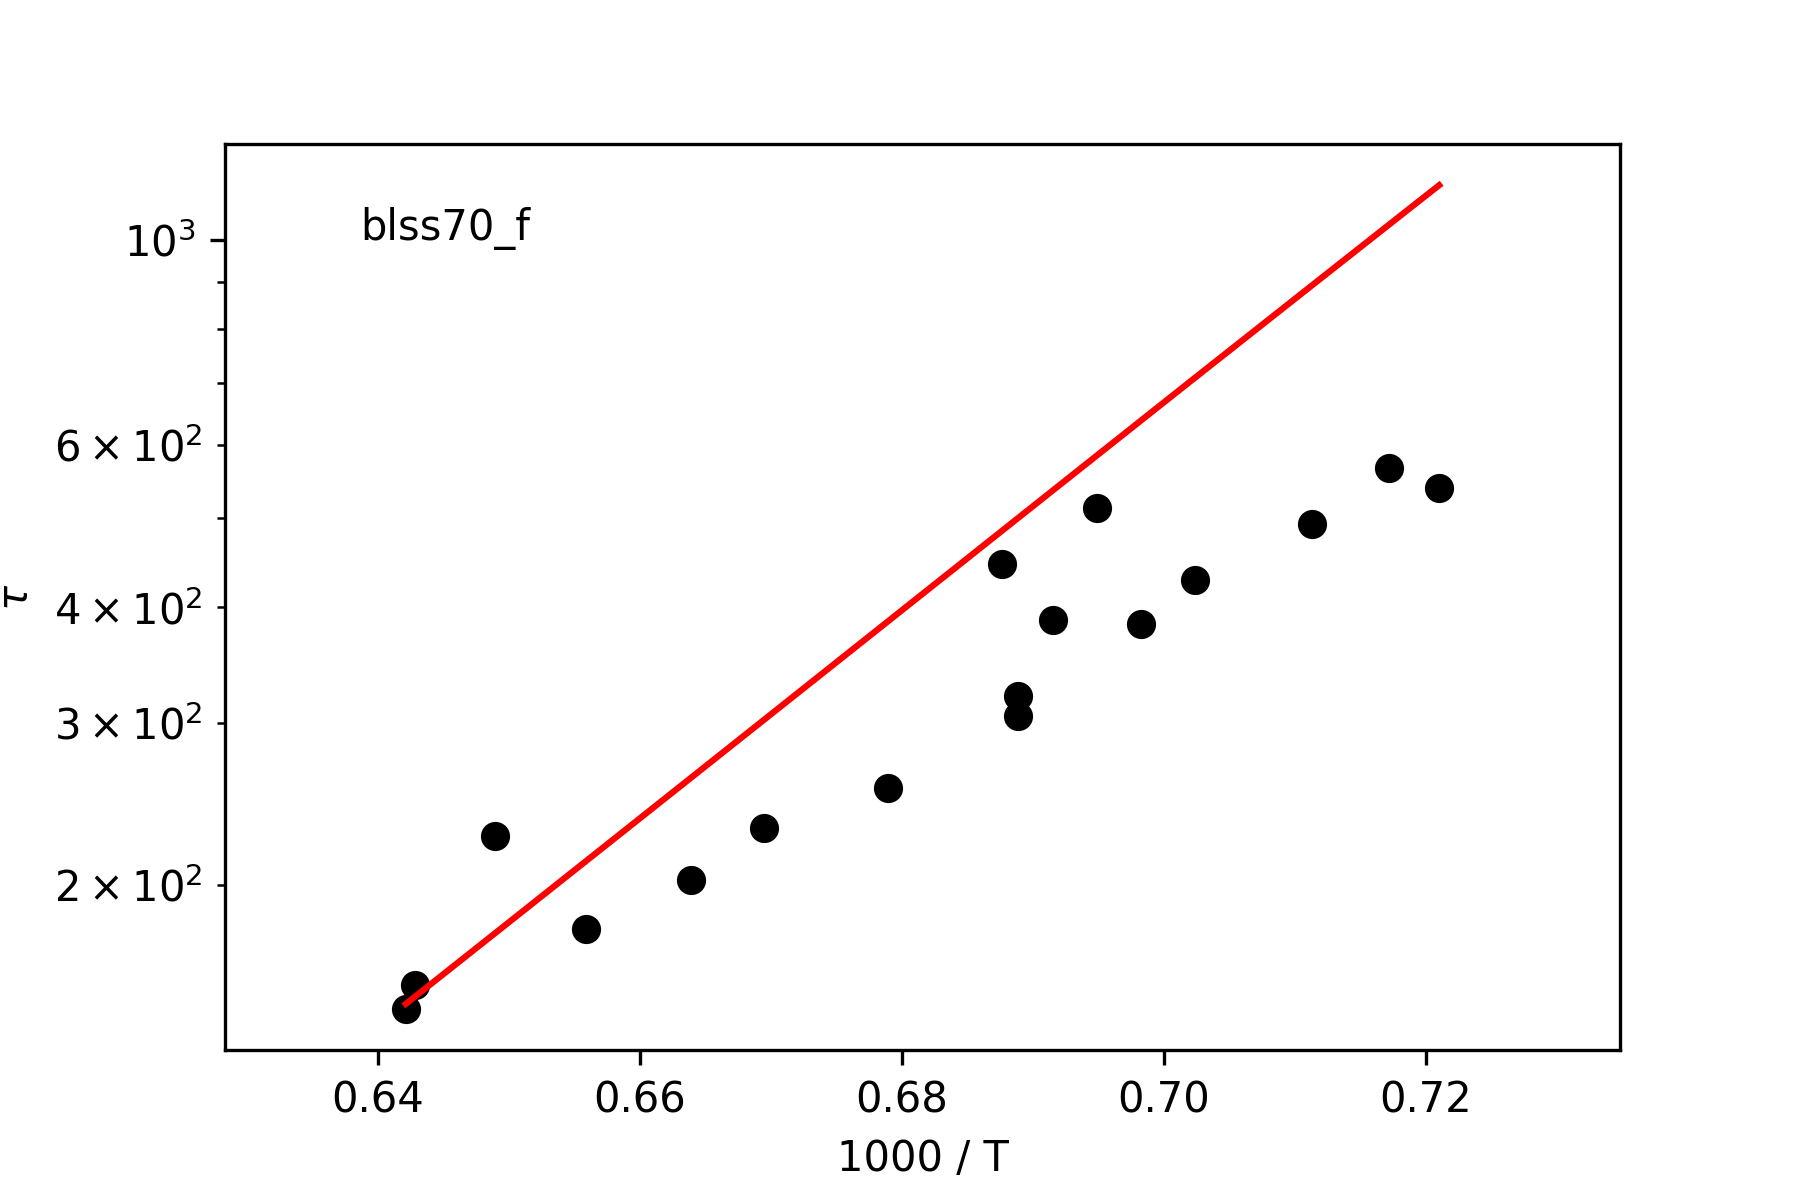 blss70_f
10³
6 × 10²
4 × 10²
3 × 10²
2 × 10²
τ
0.64 0.66 0.68 0.70 0.72
1000 / T